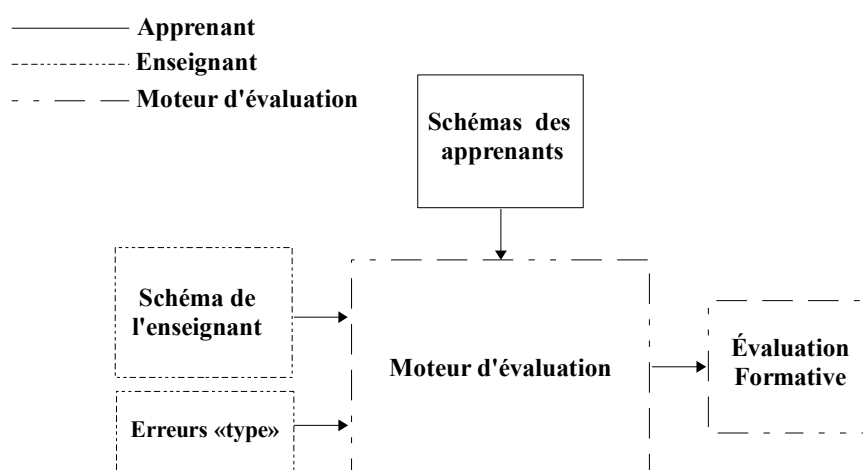 Apprenant
Enseignant
Moteur d'évaluation
Schémas des
apprenants
Schéma de
l'enseignant
Moteur d'évaluation
Évaluation
Formative
Erreurs «type»